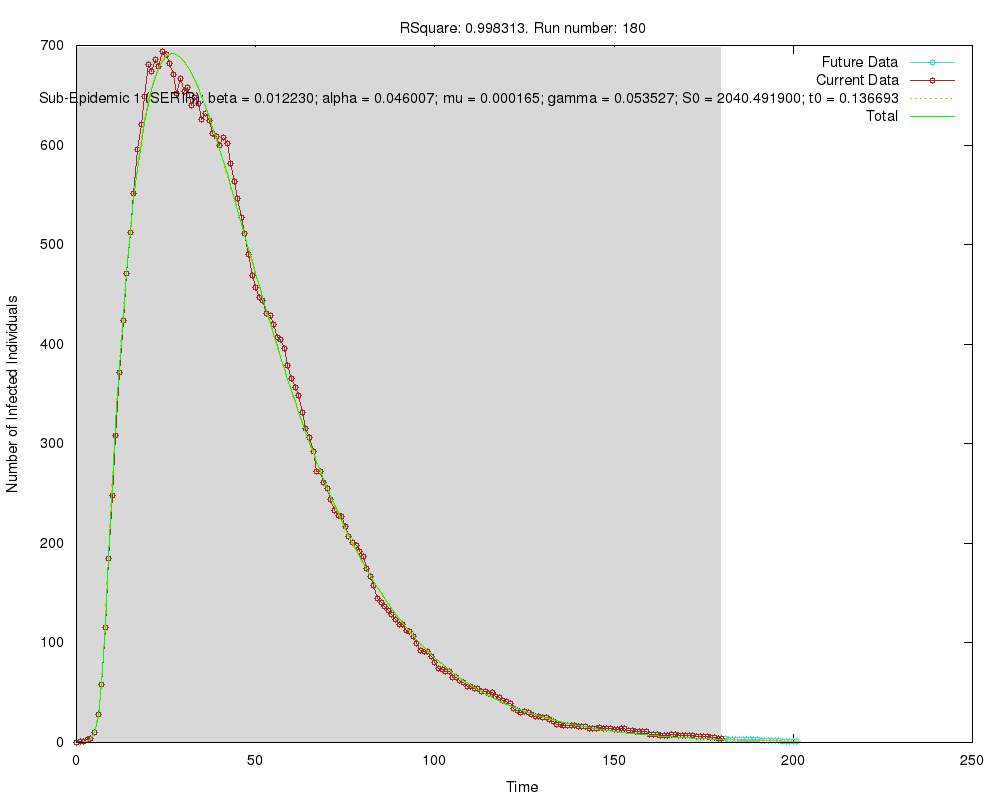 RSquare: 0.998313. Run number: 180
700
600
500
400
300
200
100
0
0
50
100
150
200
250
Number of Infected Individuals
Time
Future Data
Current Data
Sub-Epidemic 1 (SERIR): beta = 0.012230; alpha = 0.046007; mu = 0.000165; gamma = 0.053527; S0 = 2040.491900; t0 = 0.136693
Total